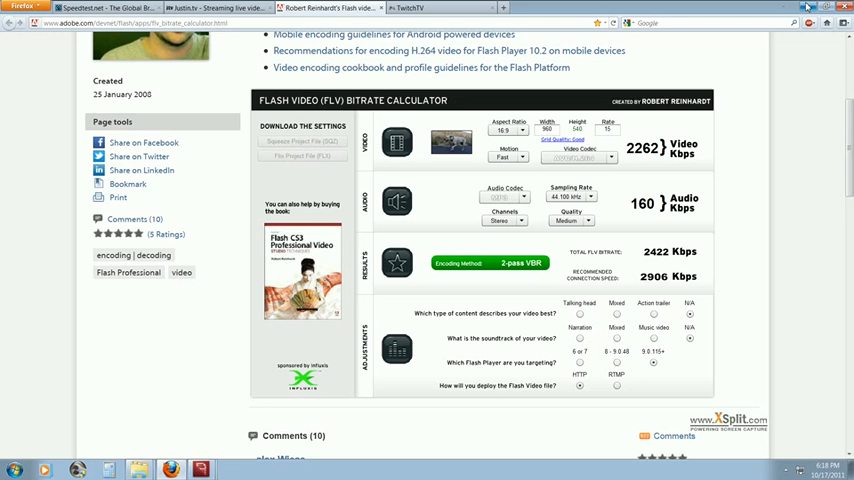 Firefox
Speedtest.net - The Global Br...
Justin.tv - Streaming live vide...
Robert Reinhardt's Flash vide...
TwitchTV
www.adobe.com/devnet/flash/apps/flv_bitrate_calculator.html
Google
Mobile encoding guidelines for Android powered devices
Recommendations for encoding H.264 video for Flash Player 10.2 on mobile devices
Video encoding cookbook and profile guidelines for the Flash Platform
Created
25 January 2008
Page tools
Share on Facebook
Share on Twitter
Share on LinkedIn
Bookmark
Print
Comments (10)
(5 Ratings)
encoding | decoding
Flash Professional
video
FLASH VIDEO (FLV) BITRATE CALCULATOR
CREATED BY ROBERT REINHARDT
DOWNLOAD THE SETTINGS
Squeeze Project File (SQZ)
Flix Project File (FLX)
You can also help by buying
the book:
Flash CS3
Professional Video
STUDIO TECHNIQUES
sponsored by Influxis
INFLUXIS
VIDEO
Aspect Ratio
Width
Height
Rate
16:9
960
540
15
Grid Quality: Good
Motion
Video Codec
Fast
AVC/H.264
2262 } Video
Kbps
AUDIO
Audio Codec
Sampling Rate
MP3
44.100 kHz
Channels
Quality
Stereo
Medium
160 } Audio
Kbps
RESULTS
Encoding Method:
2-pass VBR
TOTAL FLV BITRATE:
2422 Kbps
RECOMMENDED
CONNECTION SPEED:
2906 Kbps
ADJUSTMENTS
Talking head
Mixed
Action trailer
N/A
Which type of content describes your video best?
Narration
Mixed
Music video
N/A
What is the soundtrack of your video?
6 or 7
8 - 9.0.48
9.0.115+
Which Flash Player are you targeting?
HTTP
RTMP
How will you deploy the Flash Video file?
www.XSplit.com
POWERING SCREEN CAPTURE
Comments (10)
Comments
6:18 PM
10/17/2011